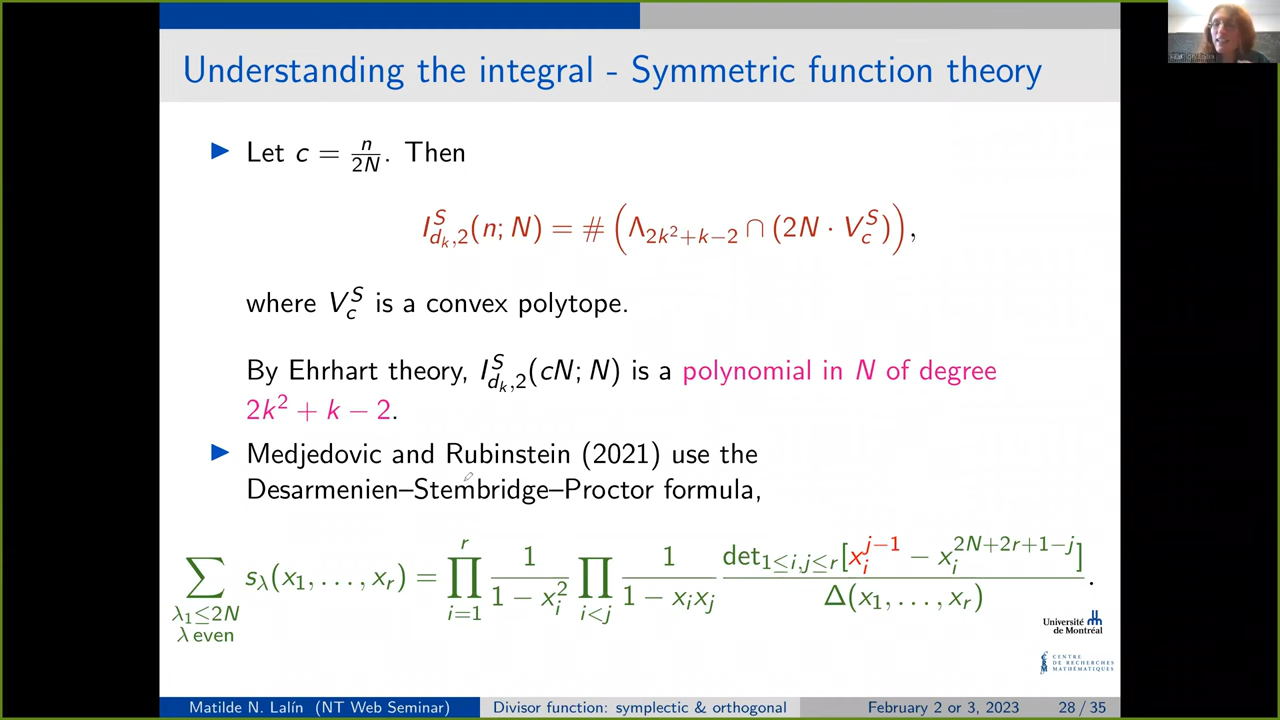 Understanding the integral - Symmetric function theory
▶ Let c = n/2N. Then
I^S_{d_k,2}(n; N) = # (Λ_{2k²+k−2} ∩ (2N · V^S_c)),
where V^S_c is a convex polytope.
By Ehrhart theory, I^S_{d_k,2}(cN; N) is a polynomial in N of degree
2k² + k − 2.
▶ Medjedovic and Rubinstein (2021) use the
Desarmenien–Stembridge–Proctor formula,
∑_{λ₁≤2N, λ even} s_λ(x₁, . . . , x_r) = ∏_{i=1}^{r} 1/(1 − x_i²) ∏_{i<j} 1/(1 − x_i x_j) det_{1≤i,j≤r}[x_i^{j−1} − x_i^{2N+2r+1−j}]/Δ(x₁, . . . , x_r).
Université
de Montréal
CENTRE
DE RECHERCHES
MATHÉMATIQUES
Matilde N. Lalín (NT Web Seminar) Divisor function: symplectic & orthogonal February 2 or 3, 2023 28 / 35